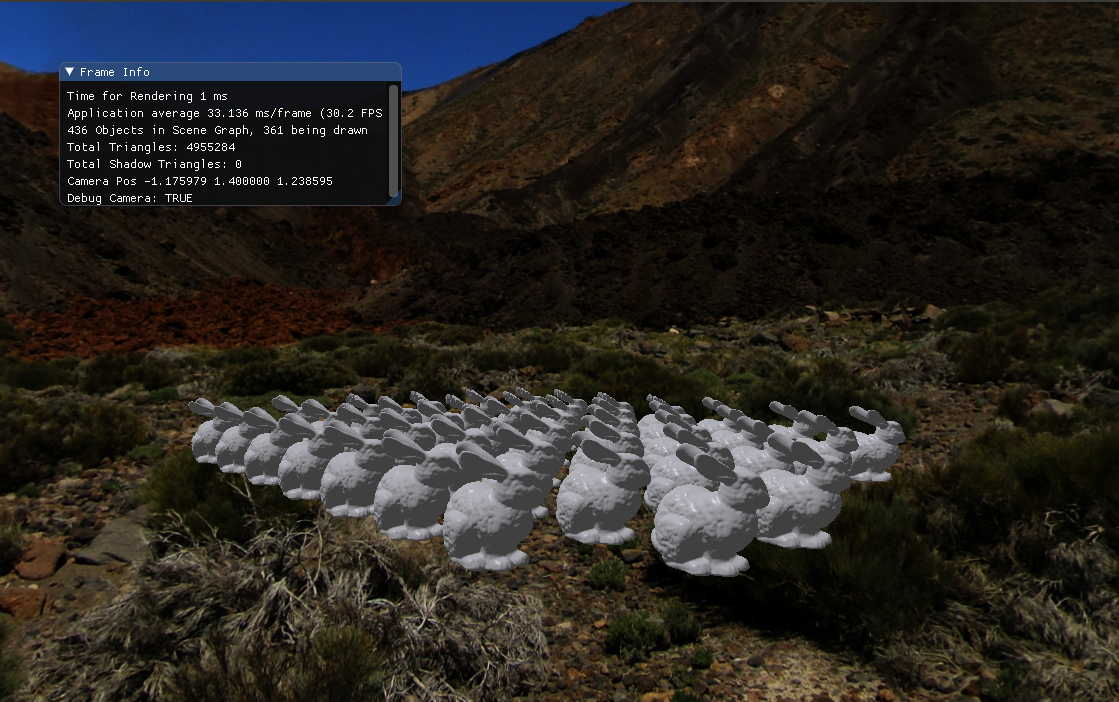 Frame Info
Time for Rendering 1 ms
Application average 33.136 ms/frame (30.2 FPS
436 Objects in Scene Graph, 361 being drawn
Total Triangles: 4955284
Total Shadow Triangles: 0
Camera Pos -1.175979 1.400000 1.238595
Debug Camera: TRUE